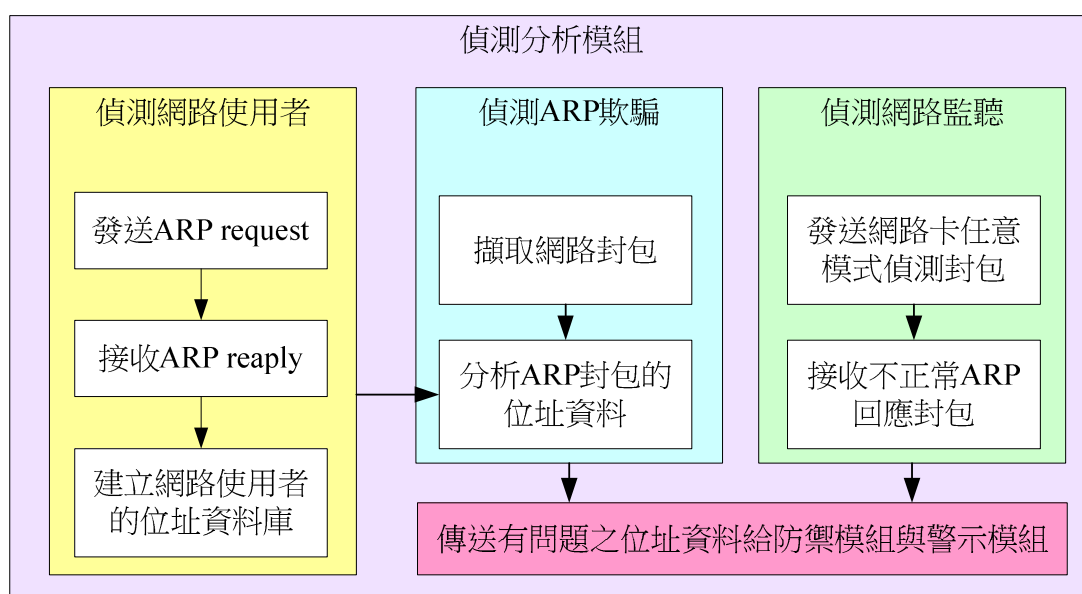 偵測分析模組
偵測網路使用者
發送ARP request
接收ARP reaply
建立網路使用者
的位址資料庫
偵測ARP欺騙
擷取網路封包
分析ARP封包的
位址資料
偵測網路監聽
發送網路卡任意
模式偵測封包
接收不正常ARP
回應封包
傳送有問題之位址資料給防禦模組與警示模組